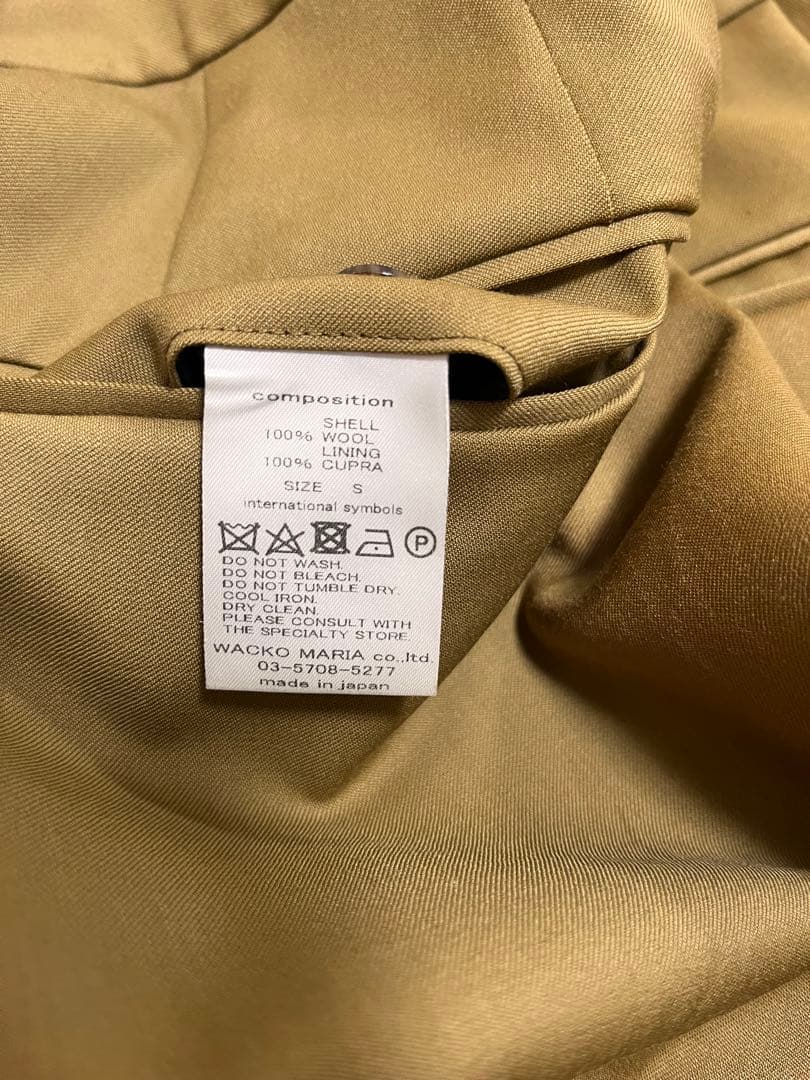 composition
SHELL
100% WOOL
LINING
100% CUPRA
SIZE S
international symbols
P
DO NOT WASH.
DO NOT BLEACH.
DO NOT TUMBLE DRY.
COOL IRON.
DRY CLEAN.
PLEASE CONSULT WITH
THE SPECIALTY STORE.
WACKO MARIA co.,ltd.
03-5708-5277
made in japan